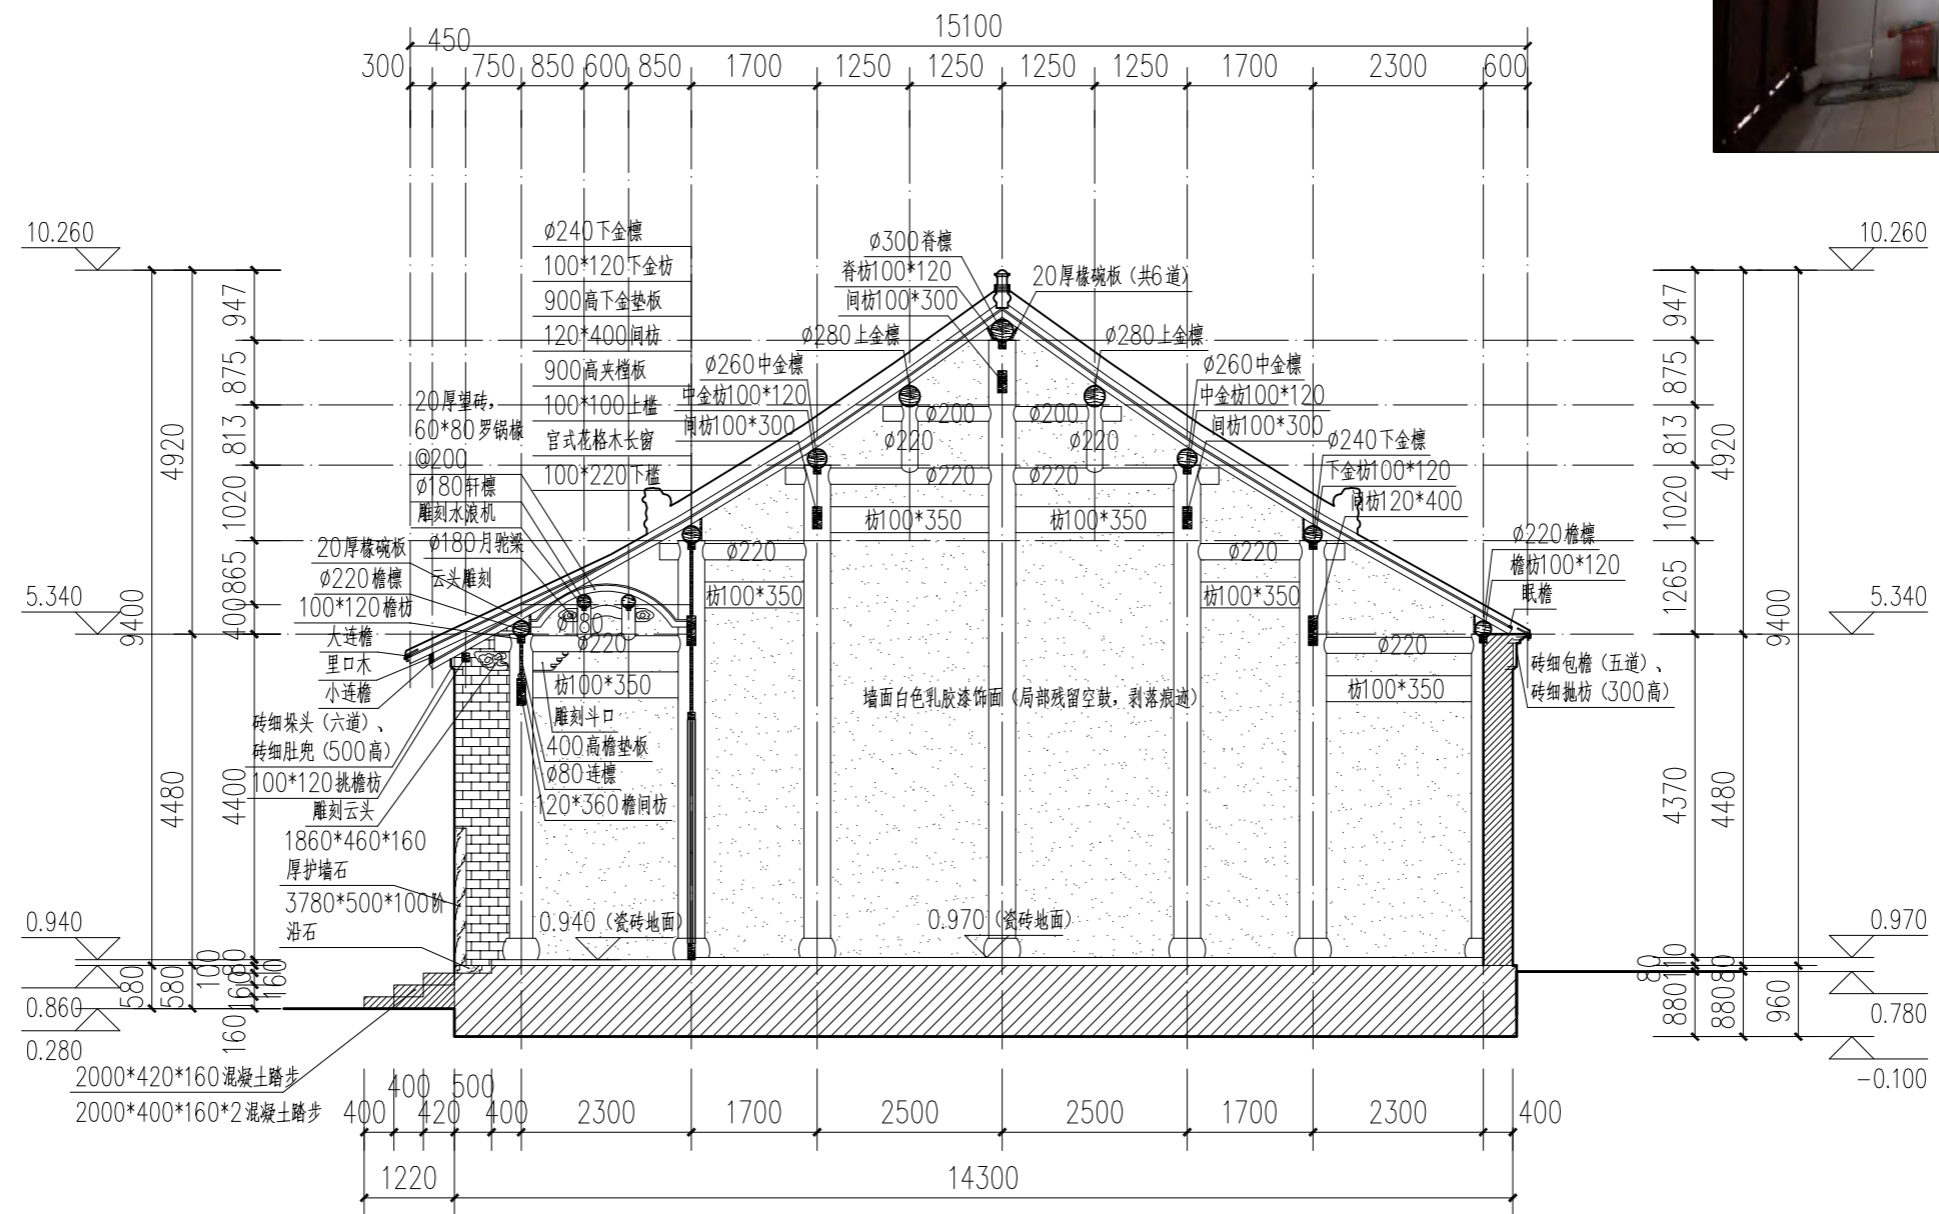 15100
450
300 750 850 600 850 1700 1250 1250 1250 1250 1700 2300 600
10.260
10.260
ø240下金檩
100*120下金枋
900高下金垫板
120*400间枋
900高夹樘板
100*100上槛
宫式花格木长窗
100*220下槛
ø300脊檩
脊枋100*120
间枋100*300
20厚椽碗板（共6道）
ø280上金檩
ø280上金檩
ø260中金檩
中金枋100*120
间枋100*300
ø260中金檩
中金枋100*120
间枋100*300
ø240下金檩
下金枋100*120
间枋120*400
20厚望砖，
60*80罗锅椽
@200
ø180轩檩
雕刻水浪机
ø180月驼梁
云头雕刻
20厚椽碗板
ø220檐檩
100*120檐枋
大连檐
里口木
小连檐
砖细垛头（六道）、
砖细肚兜（500高）
100*120挑檐枋
雕刻云头
1860*460*160
厚护墙石
3780*500*100阶
沿石
ø200 ø200
ø220 ø220
ø220 ø220
枋100*350 枋100*350
ø220 ø220
枋100*350 枋100*350
ø180
ø220
枋100*350
雕刻斗口
400高檐垫板
ø80连檩
120*360檐间枋
墙面白色乳胶漆饰面（局部残留空鼓，剥落痕迹）
ø220
枋100*350
ø220檐檩
檐枋100*120
眠檐
砖细包檐（五道）、
砖细抛枋（300高）
0.940（瓷砖地面）
0.970（瓷砖地面）
5.340
5.340
0.940
0.860
0.280
0.970
0.780
-0.100
9400
4920
4480
580
580
947
875
813
1020
865
400
4400
100
80
160
160
160
947
875
813
1020
1265
4370
110
80
880
4920
4480
80
880
9400
960
2000*420*160混凝土踏步
2000*400*160*2混凝土踏步
400 500
400 420 400 2300 1700 2500 2500 1700 2300 400
1220 14300